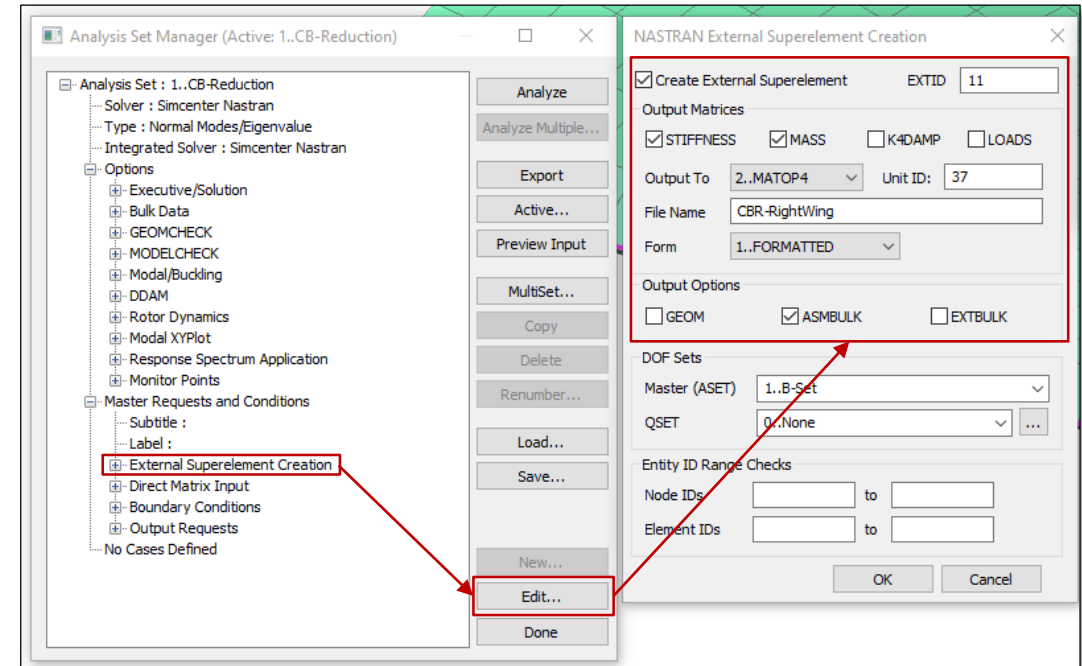 Analysis Set Manager (Active: 1..CB-Reduction)
Analysis Set : 1..CB-Reduction
Solver : Simcenter Nastran
Type : Normal Modes/Eigenvalue
Integrated Solver : Simcenter Nastran
Options
Executive/Solution
Bulk Data
GEOMCHECK
MODELCHECK
Modal/Buckling
DDAM
Rotor Dynamics
Modal XYPlot
Response Spectrum Application
Monitor Points
Master Requests and Conditions
Subtitle :
Label :
External Superelement Creation
Direct Matrix Input
Boundary Conditions
Output Requests
No Cases Defined
Analyze
Analyze Multiple...
Export
Active...
Preview Input
MultiSet...
Copy
Delete
Renumber...
Load...
Save...
New...
Edit...
Done
NASTRAN External Superelement Creation
Create External Superelement EXTID 11
Output Matrices
STIFFNESS MASS K4DAMP LOADS
Output To 2..MATOP4 Unit ID: 37
File Name CBR-RightWing
Form 1..FORMATTED
Output Options
GEOM ASMBULK EXTBULK
DOF Sets
Master (ASET) 1..B-Set
QSET 0..None ...
Entity ID Range Checks
Node IDs to
Element IDs to
OK Cancel